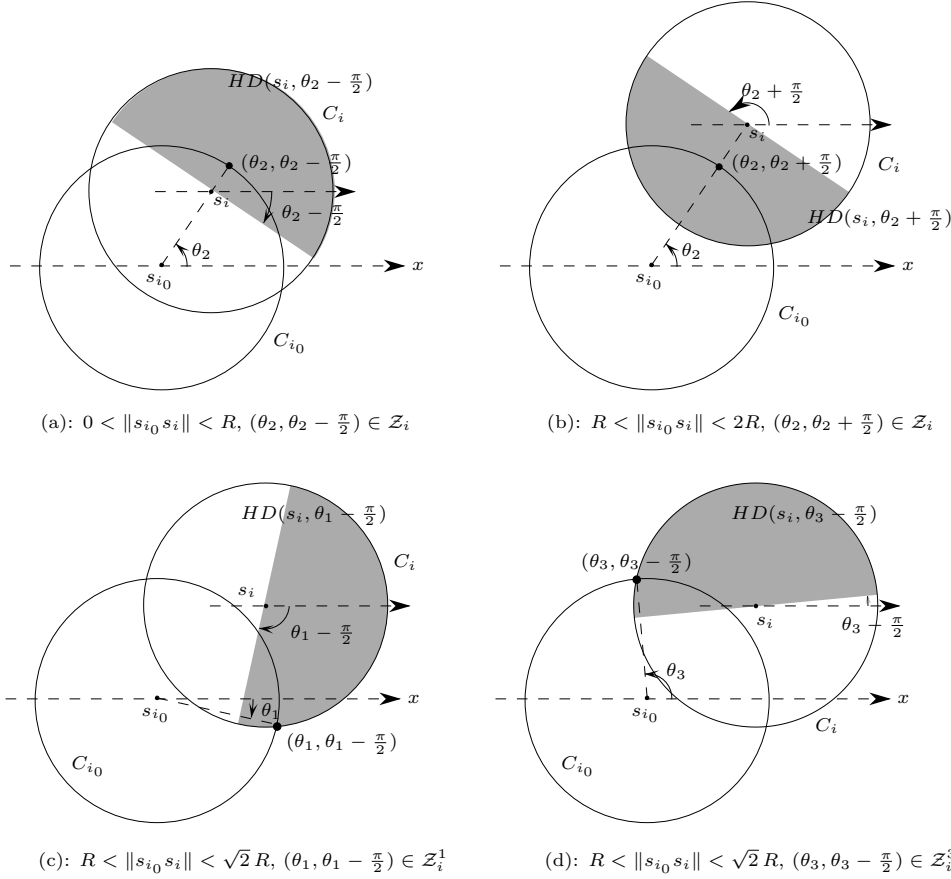 HD(s_i, θ_2 − π/2)
C_i
(θ_2, θ_2 − π/2)
s_i
θ_2 − π/2
θ_2
s_{i_0}
x
C_{i_0}
(a): 0 < ‖s_{i_0} s_i‖ < R, (θ_2, θ_2 − π/2) ∈ Z_i
θ_2 + π/2
s_i
(θ_2, θ_2 + π/2)
C_i
HD(s_i, θ_2 + π/2)
θ_2
s_{i_0}
x
C_{i_0}
(b): R < ‖s_{i_0} s_i‖ < 2R, (θ_2, θ_2 + π/2) ∈ Z_i
HD(s_i, θ_1 − π/2)
C_i
s_i
θ_1 − π/2
x
s_{i_0}
θ_1
(θ_1, θ_1 − π/2)
C_{i_0}
(c): R < ‖s_{i_0} s_i‖ < √2 R, (θ_1, θ_1 − π/2) ∈ Z_i^1
HD(s_i, θ_3 − π/2)
(θ_3, θ_3 − π/2)
s_i
θ_3 − π/2
θ_3
s_{i_0}
x
C_i
C_{i_0}
(d): R < ‖s_{i_0} s_i‖ < √2 R, (θ_3, θ_3 − π/2) ∈ Z_i^3